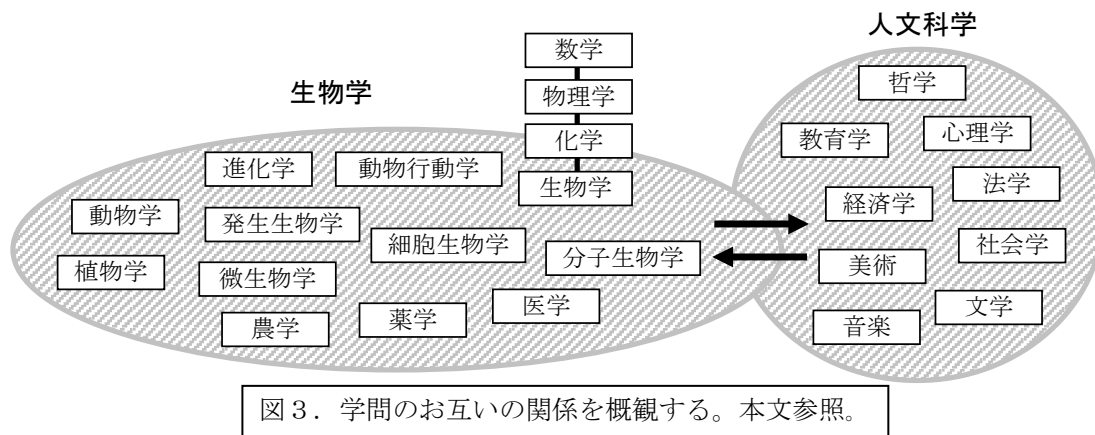 人文科学
生物学
数学
物理学
化学
生物学
進化学
動物行動学
動物学
発生生物学
細胞生物学
分子生物学
植物学
微生物学
農学
薬学
医学
哲学
教育学
心理学
法学
経済学
社会学
美術
文学
音楽
図3．学問のお互いの関係を概観する。本文参照。